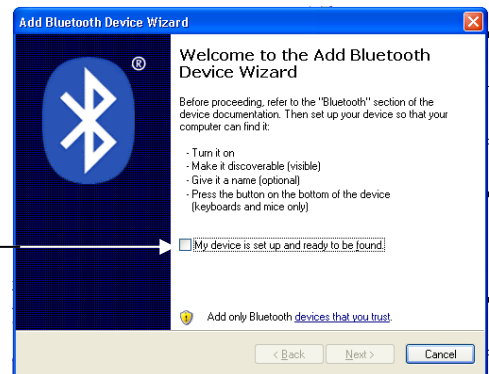 Add Bluetooth Device Wizard
®
Welcome to the Add Bluetooth
Device Wizard
Before proceeding, refer to the "Bluetooth" section of the
device documentation. Then set up your device so that your
computer can find it:
- Turn it on
- Make it discoverable (visible)
- Give it a name (optional)
- Press the button on the bottom of the device
(keyboards and mice only)
My device is set up and ready to be found.
Add only Bluetooth devices that you trust.
< Back
Next >
Cancel